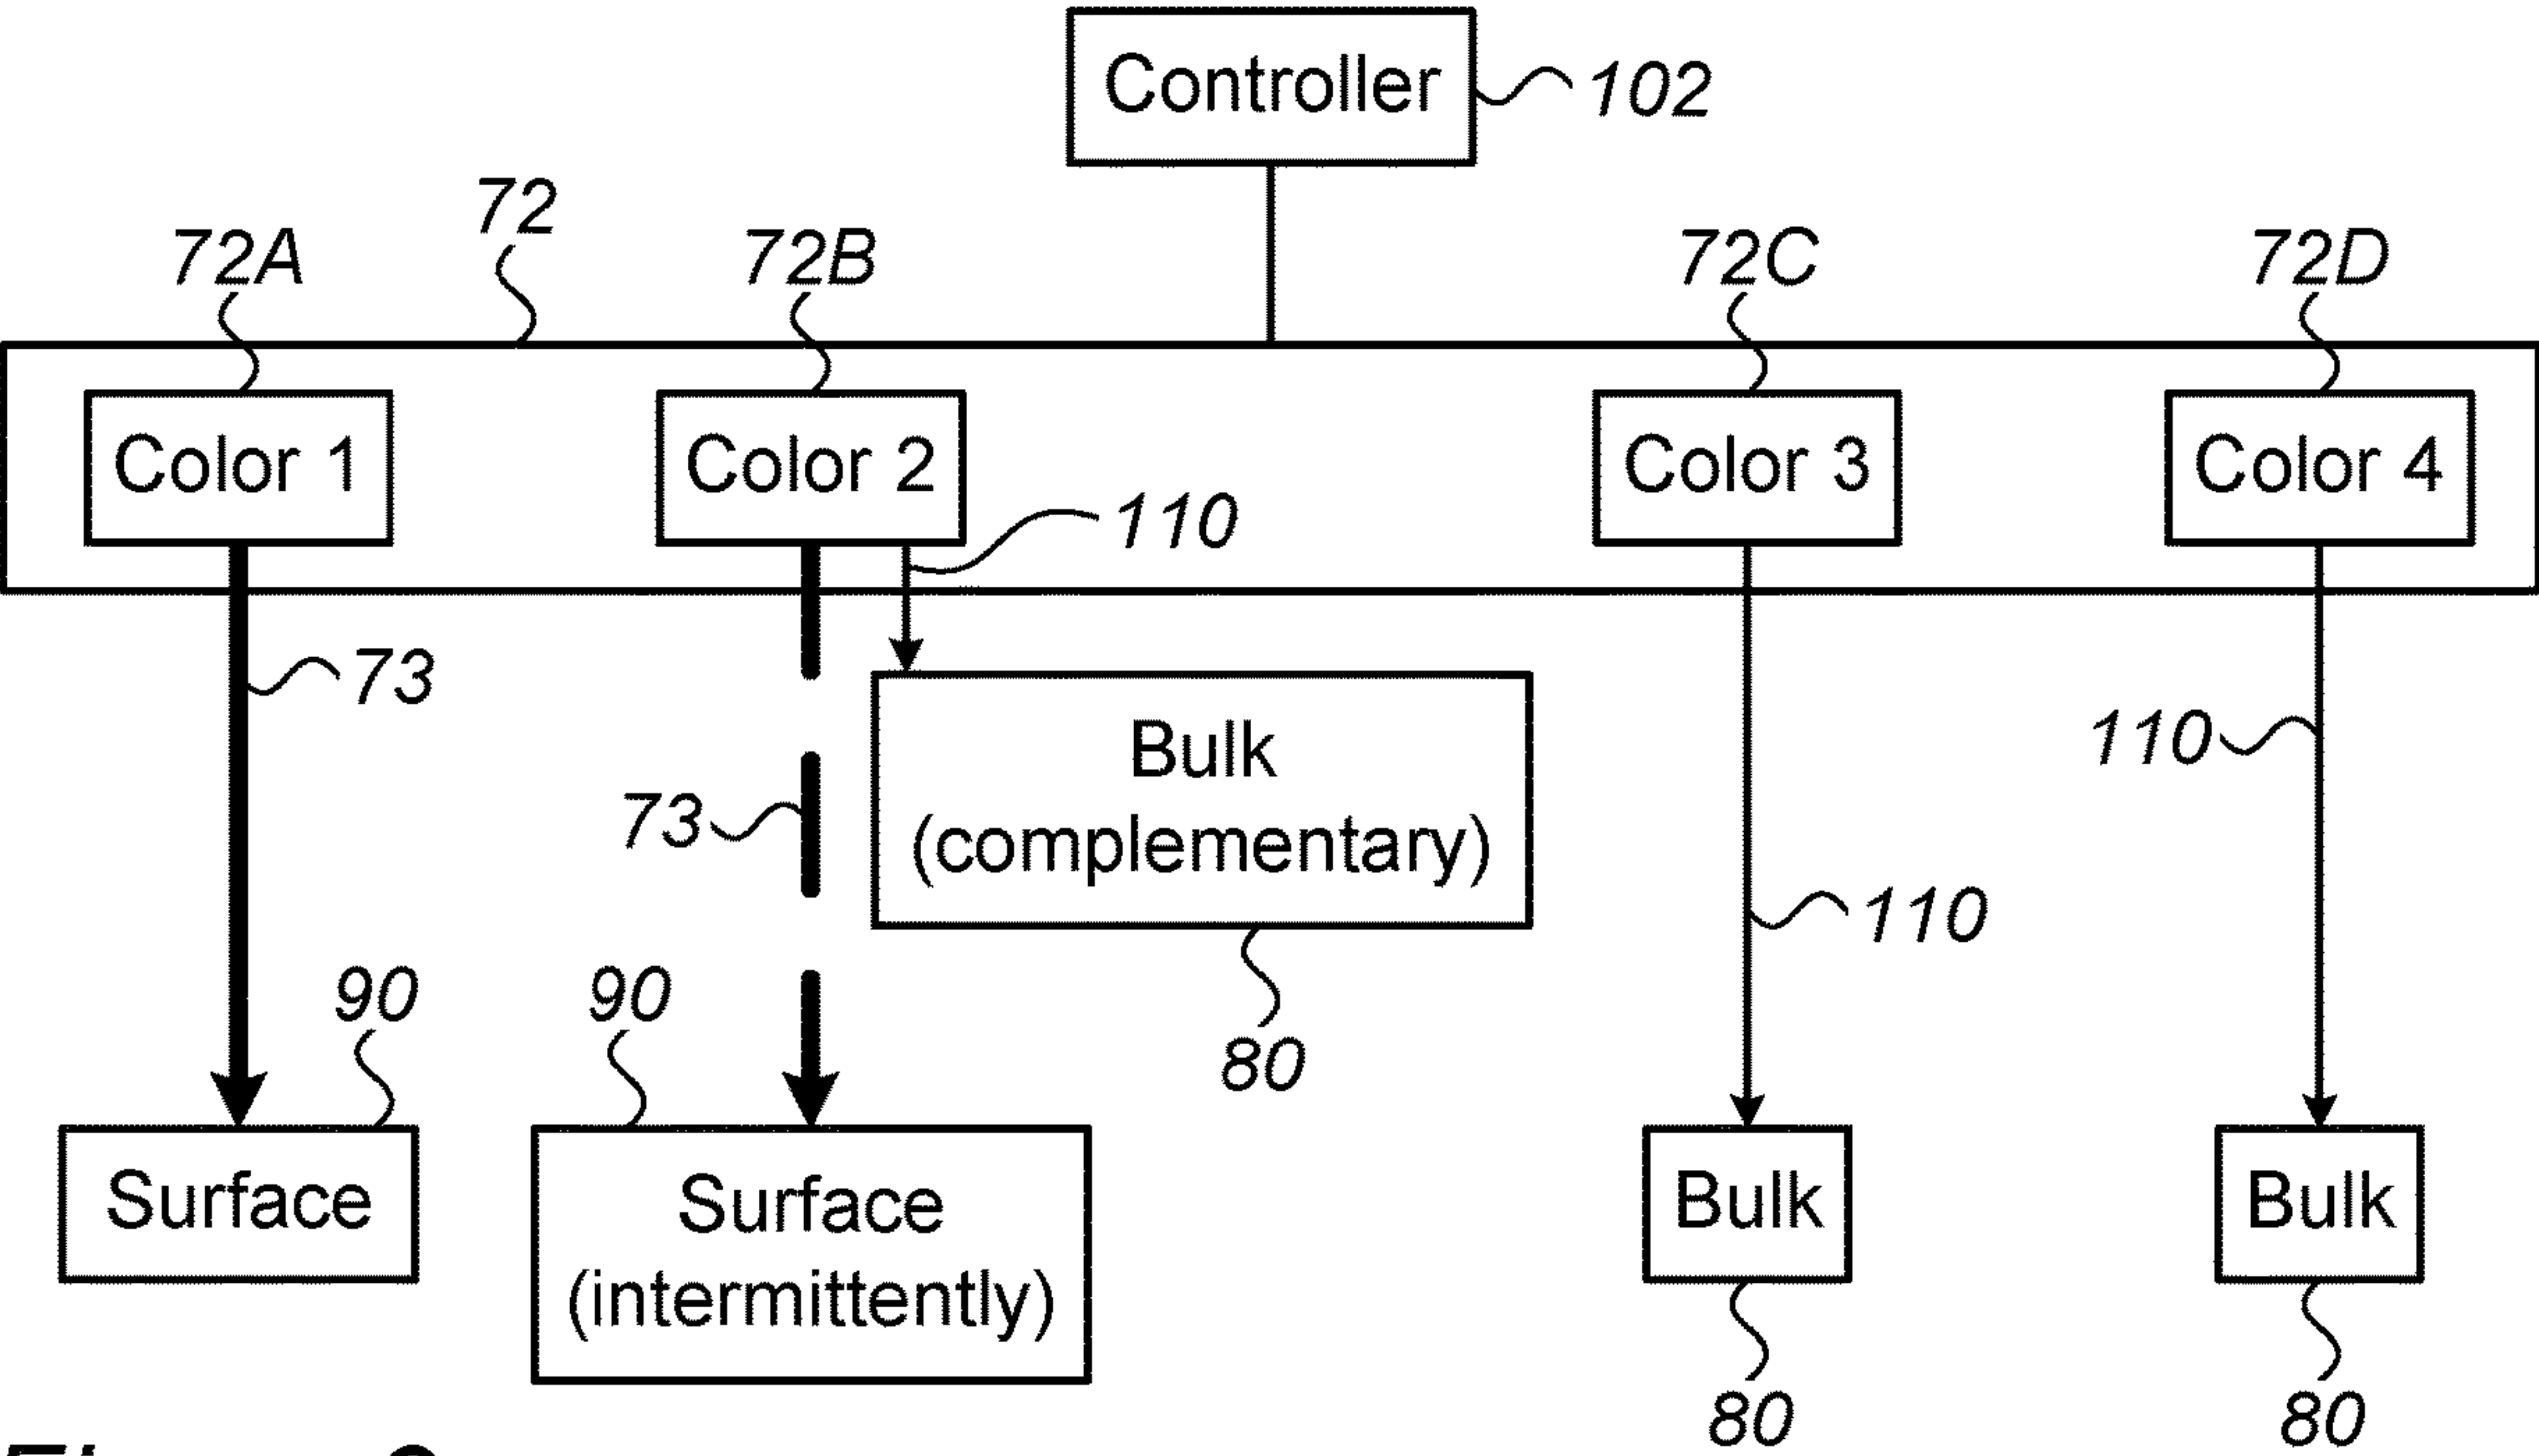 Controller
102
72
72A
72B
72C
72D
Color 1
Color 2
Color 3
Color 4
110
73
Bulk
(complementary)
110
73
110
90
90
80
Surface
Surface
(intermittently)
Bulk
Bulk
80
80